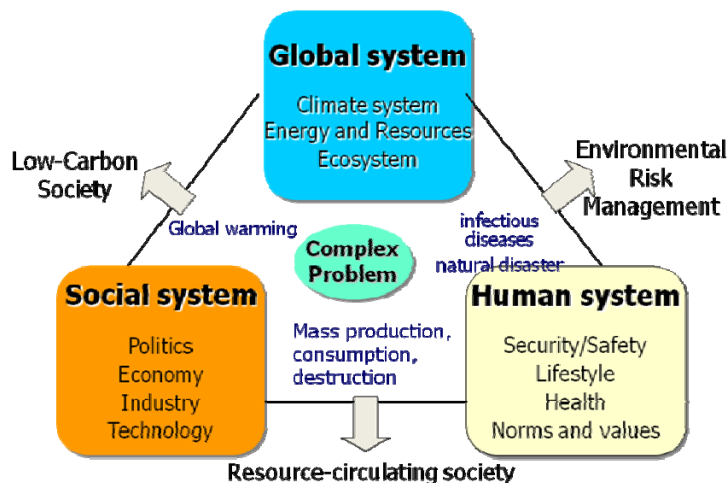 Global system
Climate system
Energy and Resources
Ecosystem
Low-Carbon
Society
Environmental
Risk
Management
Global warming
infectious
diseases
natural disaster
Complex
Problem
Social system
Politics
Economy
Industry
Technology
Mass production,
consumption,
destruction
Human system
Security/Safety
Lifestyle
Health
Norms and values
Resource-circulating society